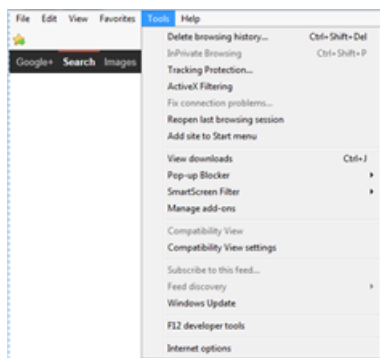 File Edit View Favorites Tools Help
Google+ Search Images
Delete browsing history... Ctrl+Shift+Del
InPrivate Browsing Ctrl+Shift+P
Tracking Protection...
ActiveX Filtering
Fix connection problems...
Reopen last browsing session
Add site to Start menu
View downloads Ctrl+J
Pop-up Blocker
SmartScreen Filter
Manage add-ons
Compatibility View
Compatibility View settings
Subscribe to this feed...
Feed discovery
Windows Update
F12 developer tools
Internet options